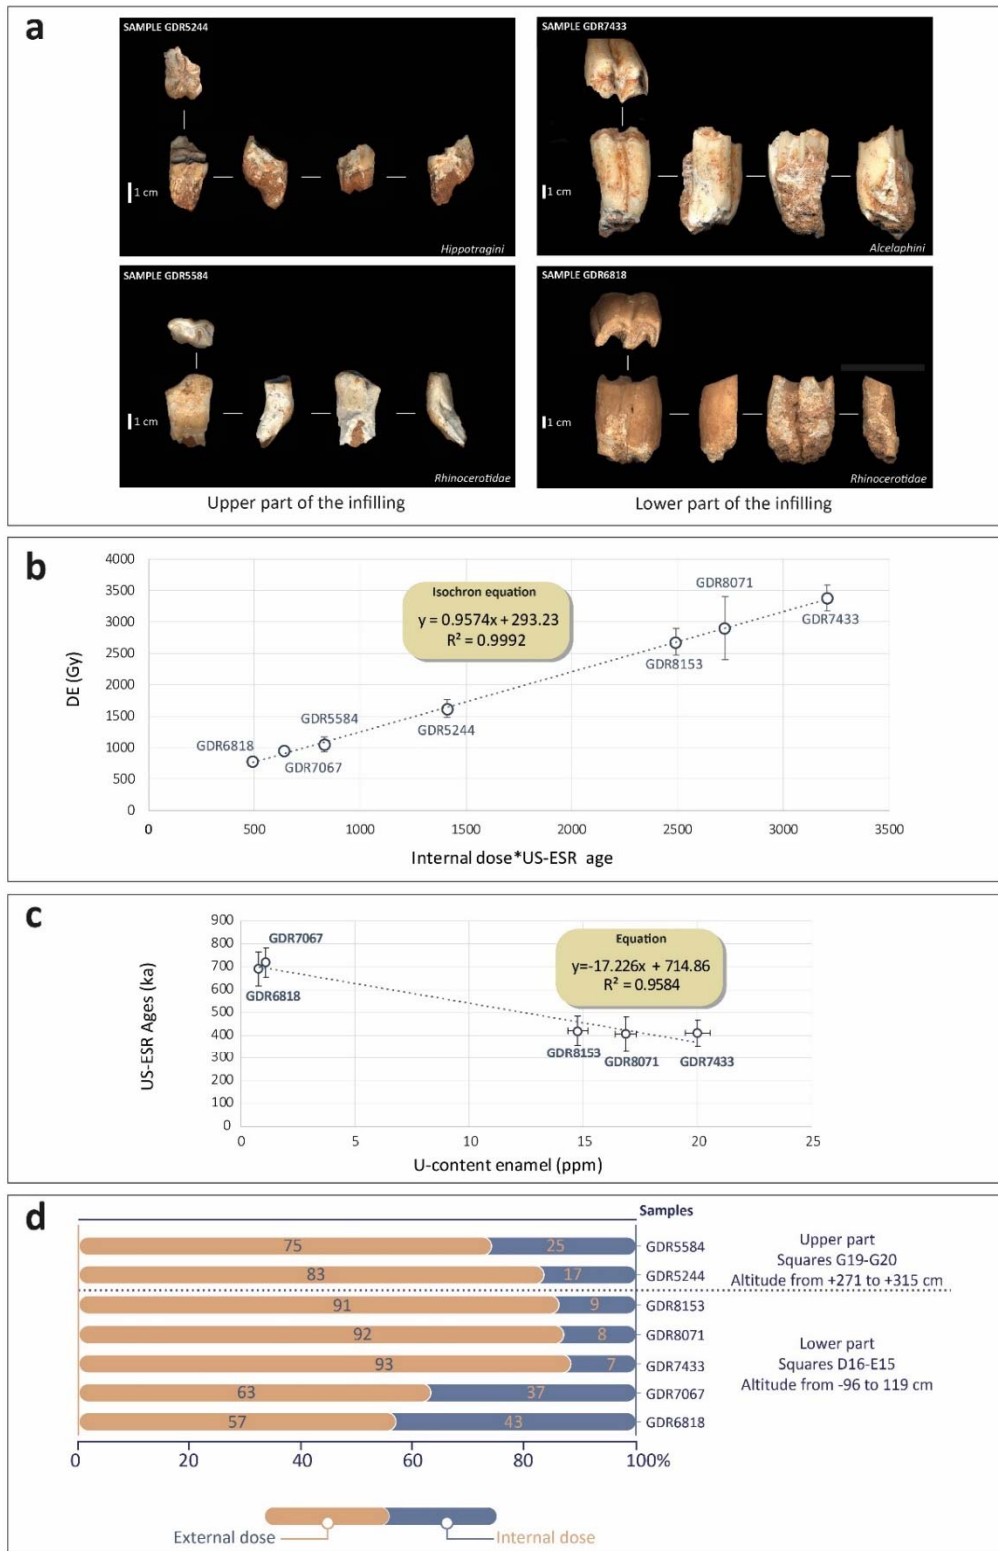 a
SAMPLE GDR5244
1 cm
Hippotragini
SAMPLE GDR7433
1 cm
Alcelaphini
SAMPLE GDR5584
1 cm
Rhinocerotidae
SAMPLE GDR6818
1 cm
Rhinocerotidae
Upper part of the infilling
Lower part of the infilling
b
DE (Gy)
4000
3500
3000
2500
2000
1500
1000
500
0
Isochron equation
y = 0.9574x + 293.23
R² = 0.9992
GDR6818
GDR7067
GDR5584
GDR5244
GDR8153
GDR8071
GDR7433
0 500 1000 1500 2000 2500 3000 3500
Internal dose*US-ESR age
c
US-ESR Ages (ka)
900
800
700
600
500
400
300
200
100
0
GDR7067
GDR6818
Equation
y=-17.226x + 714.86
R² = 0.9584
GDR8153
GDR8071
GDR7433
0 5 10 15 20 25
U-content enamel (ppm)
d
Samples
75 25 GDR5584
83 17 GDR5244
91 9 GDR8153
92 8 GDR8071
93 7 GDR7433
63 37 GDR7067
57 43 GDR6818
Upper part
Squares G19-G20
Altitude from +271 to +315 cm
Lower part
Squares D16-E15
Altitude from -96 to 119 cm
0 20 40 60 80 100%
External dose
Internal dose